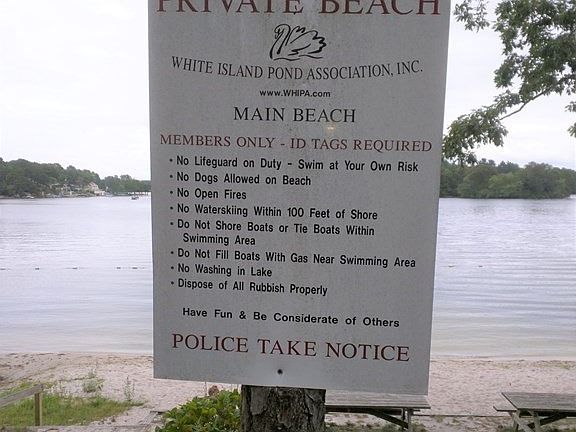 PRIVATE BEACH
WHITE ISLAND POND ASSOCIATION, INC.
www.WHIPA.com
MAIN BEACH
MEMBERS ONLY - ID TAGS REQUIRED
• No Lifeguard on Duty - Swim at Your Own Risk
• No Dogs Allowed on Beach
• No Open Fires
• No Waterskiing Within 100 Feet of Shore
• Do Not Shore Boats or Tie Boats Within
Swimming Area
• Do Not Fill Boats With Gas Near Swimming Area
• No Washing in Lake
• Dispose of All Rubbish Properly
Have Fun & Be Considerate of Others
POLICE TAKE NOTICE